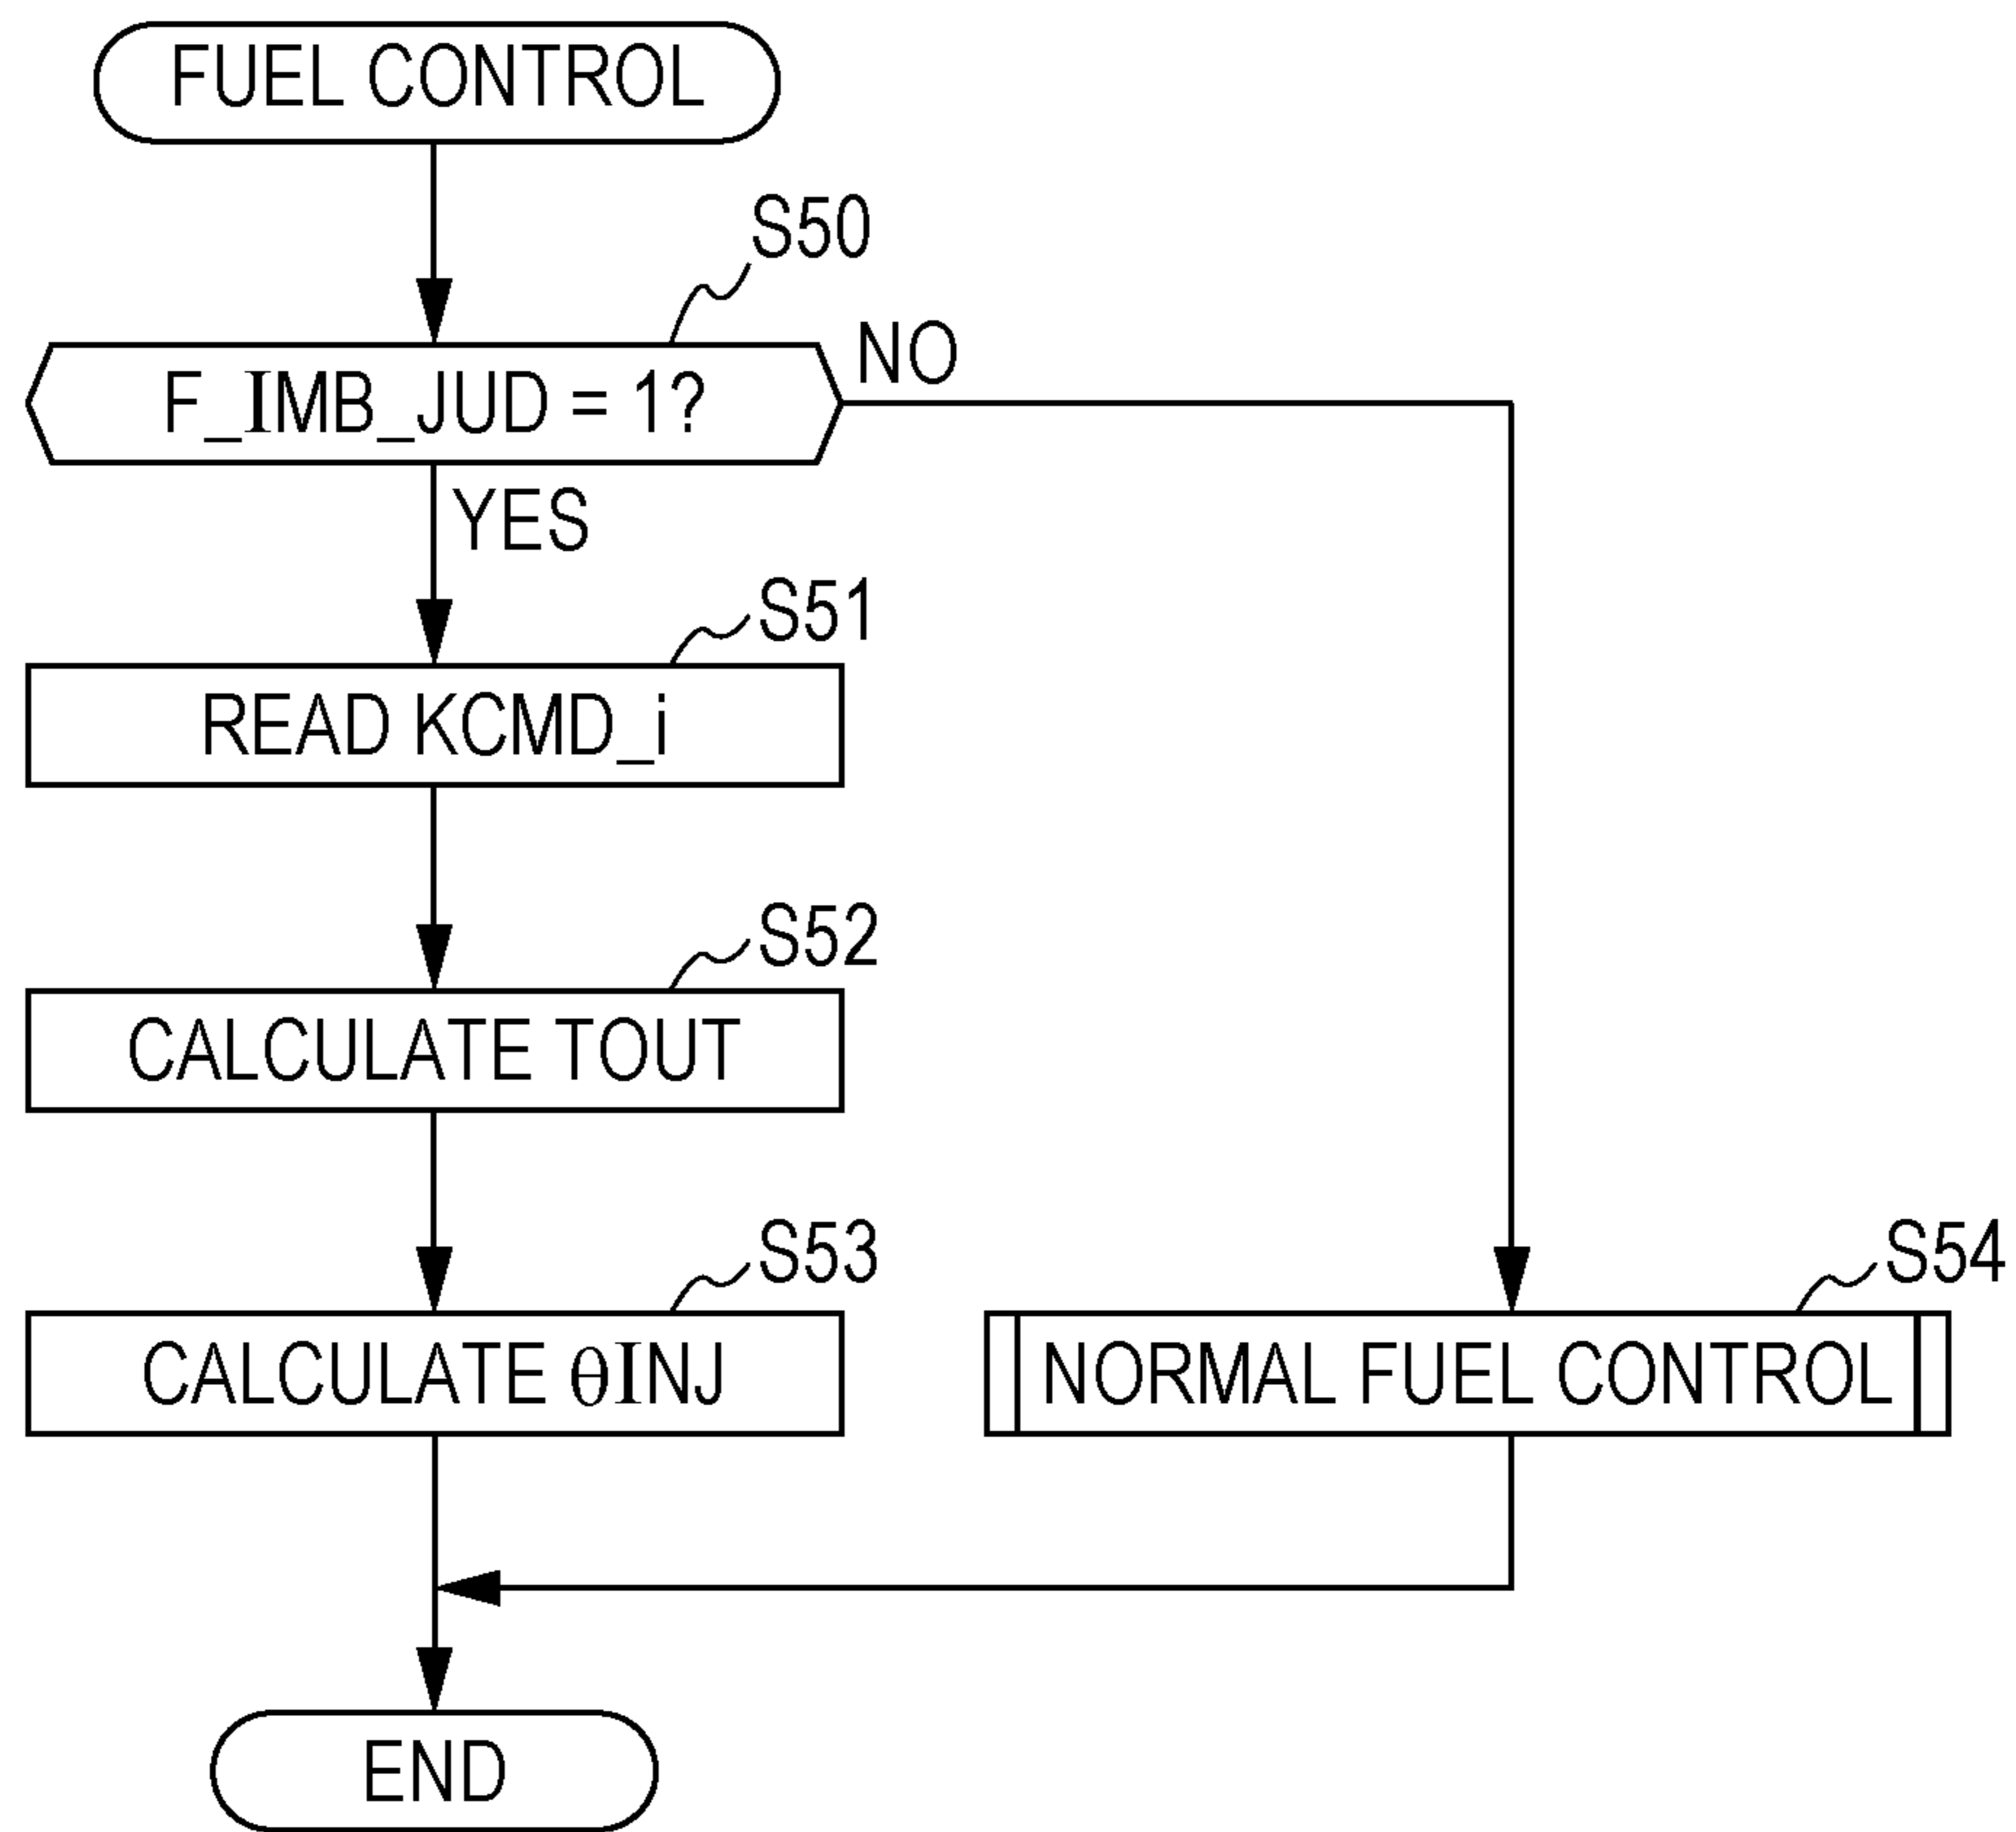 FUEL CONTROL
S50
F_IMB_JUD = 1?
NO
YES
S51
READ KCMD_i
S52
CALCULATE TOUT
S53
CALCULATE θINJ
S54
NORMAL FUEL CONTROL
END